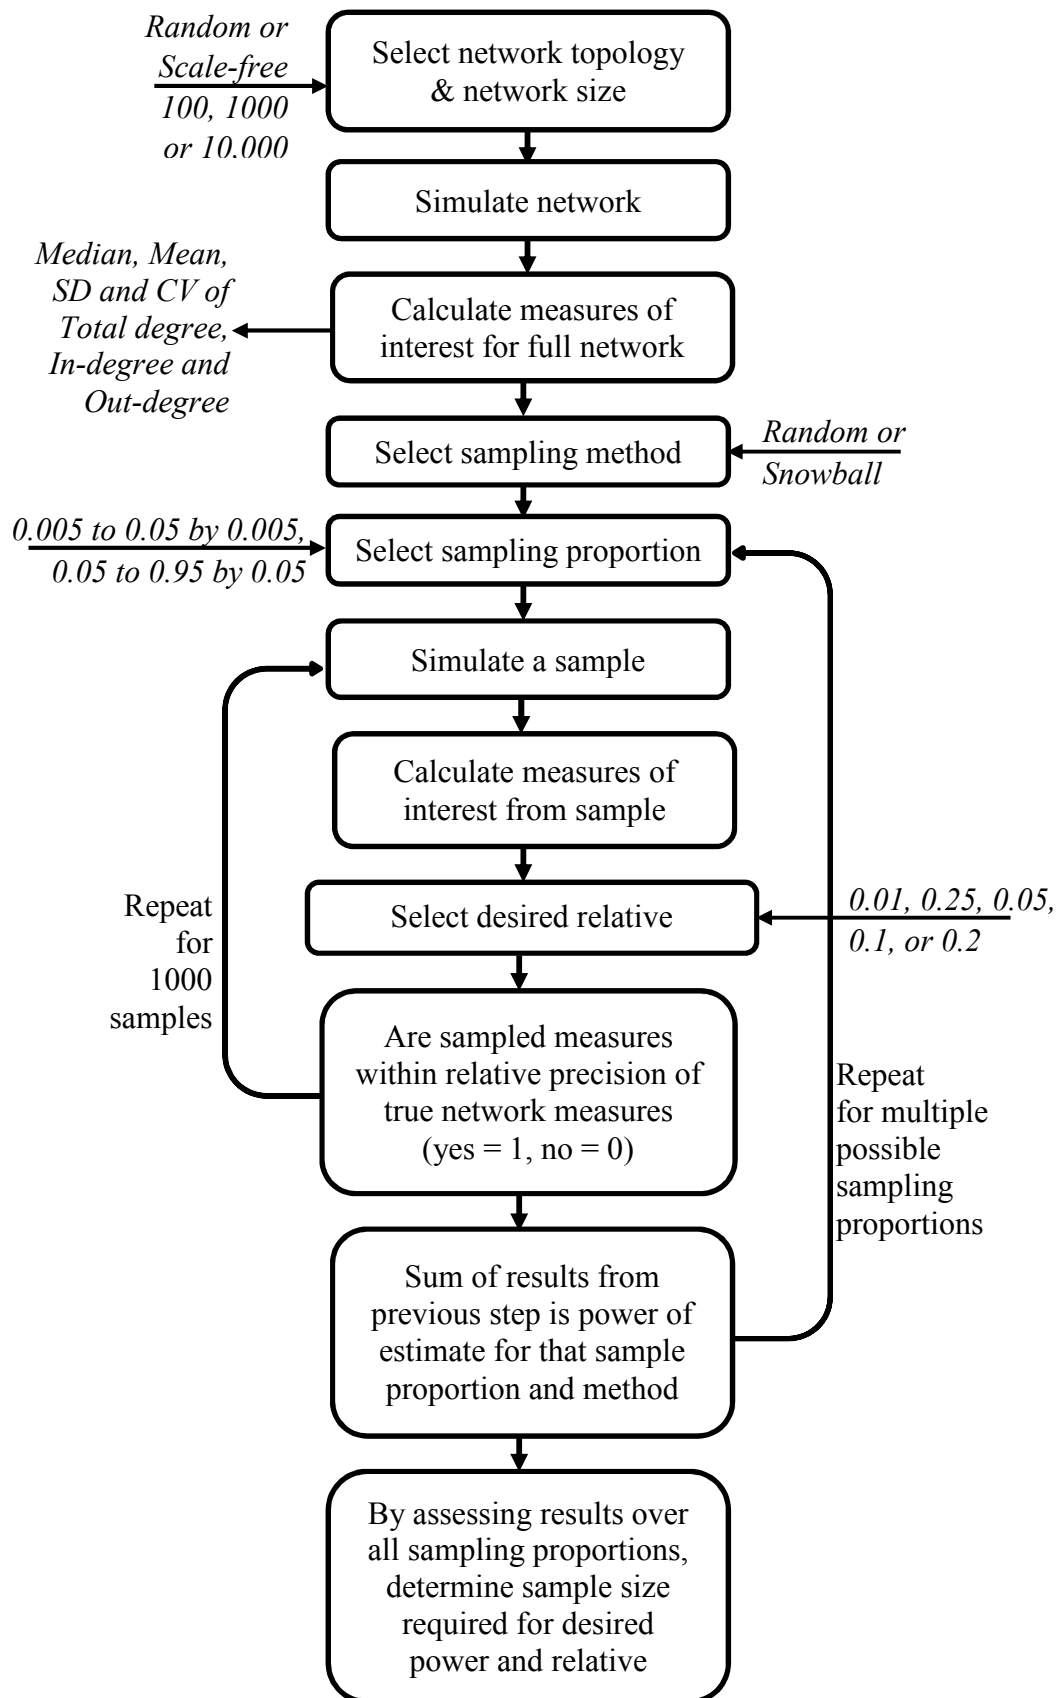 Random or
Scale-free
100, 1000
or 10.000
Select network topology
& network size
Simulate network
Median, Mean,
SD and CV of
Total degree,
In-degree and
Out-degree
Calculate measures of
interest for full network
Select sampling method
Random or
Snowball
0.005 to 0.05 by 0.005,
0.05 to 0.95 by 0.05
Select sampling proportion
Simulate a sample
Calculate measures of
interest from sample
Select desired relative
0.01, 0.25, 0.05,
0.1, or 0.2
Repeat
for
1000
samples
Are sampled measures
within relative precision of
true network measures
(yes = 1, no = 0)
Repeat
for multiple
possible
sampling
proportions
Sum of results from
previous step is power of
estimate for that sample
proportion and method
By assessing results over
all sampling proportions,
determine sample size
required for desired
power and relative